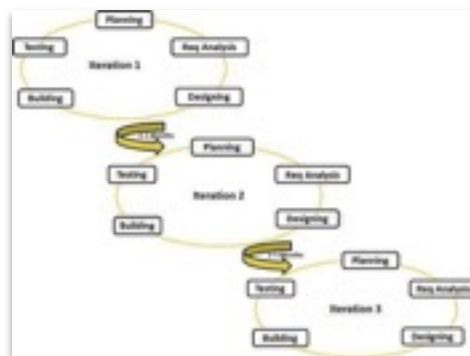 Planning
Testing
Req Analysis
Iteration 1
Building
Designing
Planning
Testing
Req Analysis
Iteration 2
Building
Designing
Planning
Testing
Req Analysis
Iteration 3
Building
Designing